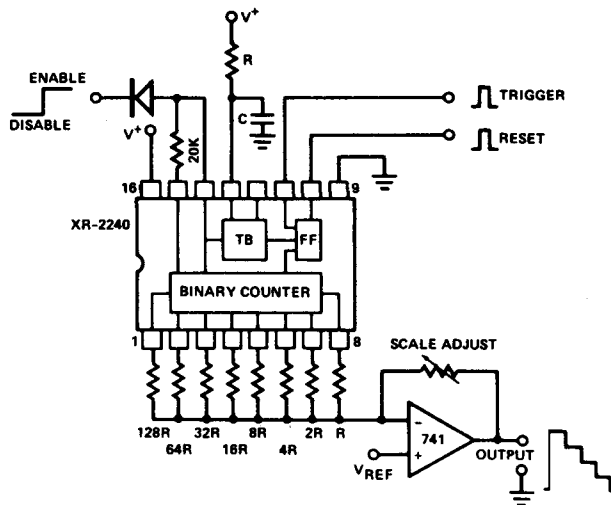 V+
R
ENABLE
DISABLE
C
TRIGGER
RESET
V+
20K
16
9
XR-2240
TB
FF
BINARY COUNTER
1
8
SCALE ADJUST
128R
64R
32R
16R
8R
4R
2R
R
-
741
+
VREF
OUTPUT